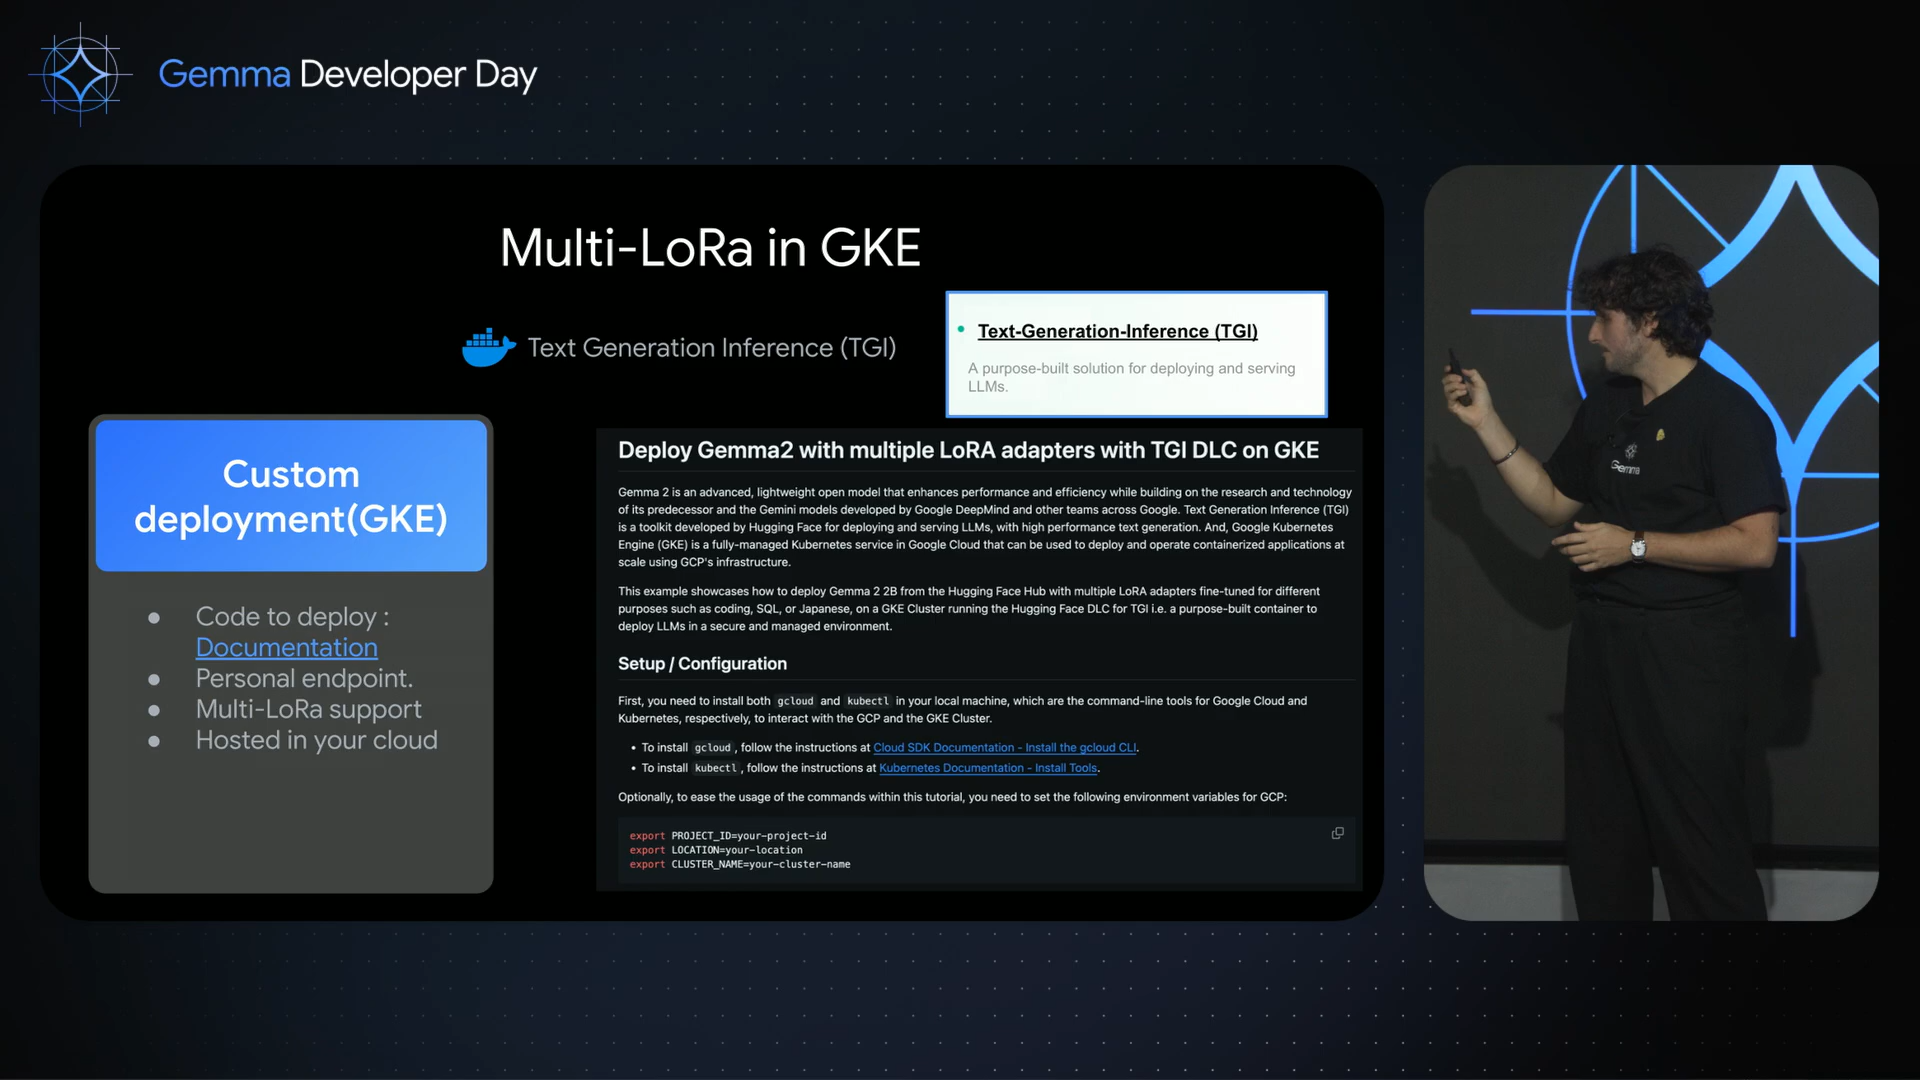 Gemma Developer Day
Multi-LoRa in GKE
Text Generation Inference (TGI)
• Text-Generation-Inference (TGI)
A purpose-built solution for deploying and serving
LLMs.
Custom
deployment(GKE)
● Code to deploy :
Documentation
● Personal endpoint.
● Multi-LoRa support
● Hosted in your cloud
Deploy Gemma2 with multiple LoRA adapters with TGI DLC on GKE
Gemma 2 is an advanced, lightweight open model that enhances performance and efficiency while building on the research and technology
of its predecessor and the Gemini models developed by Google DeepMind and other teams across Google. Text Generation Inference (TGI)
is a toolkit developed by Hugging Face for deploying and serving LLMs, with high performance text generation. And, Google Kubernetes
Engine (GKE) is a fully-managed Kubernetes service in Google Cloud that can be used to deploy and operate containerized applications at
scale using GCP's infrastructure.
This example showcases how to deploy Gemma 2 2B from the Hugging Face Hub with multiple LoRA adapters fine-tuned for different
purposes such as coding, SQL, or Japanese, on a GKE Cluster running the Hugging Face DLC for TGI i.e. a purpose-built container to
deploy LLMs in a secure and managed environment.
Setup / Configuration
First, you need to install both gcloud and kubectl in your local machine, which are the command-line tools for Google Cloud and
Kubernetes, respectively, to interact with the GCP and the GKE Cluster.
• To install gcloud, follow the instructions at Cloud SDK Documentation - Install the gcloud CLI.
• To install kubectl, follow the instructions at Kubernetes Documentation - Install Tools.
Optionally, to ease the usage of the commands within this tutorial, you need to set the following environment variables for GCP:
export PROJECT_ID=your-project-id
export LOCATION=your-location
export CLUSTER_NAME=your-cluster-name
Gemma